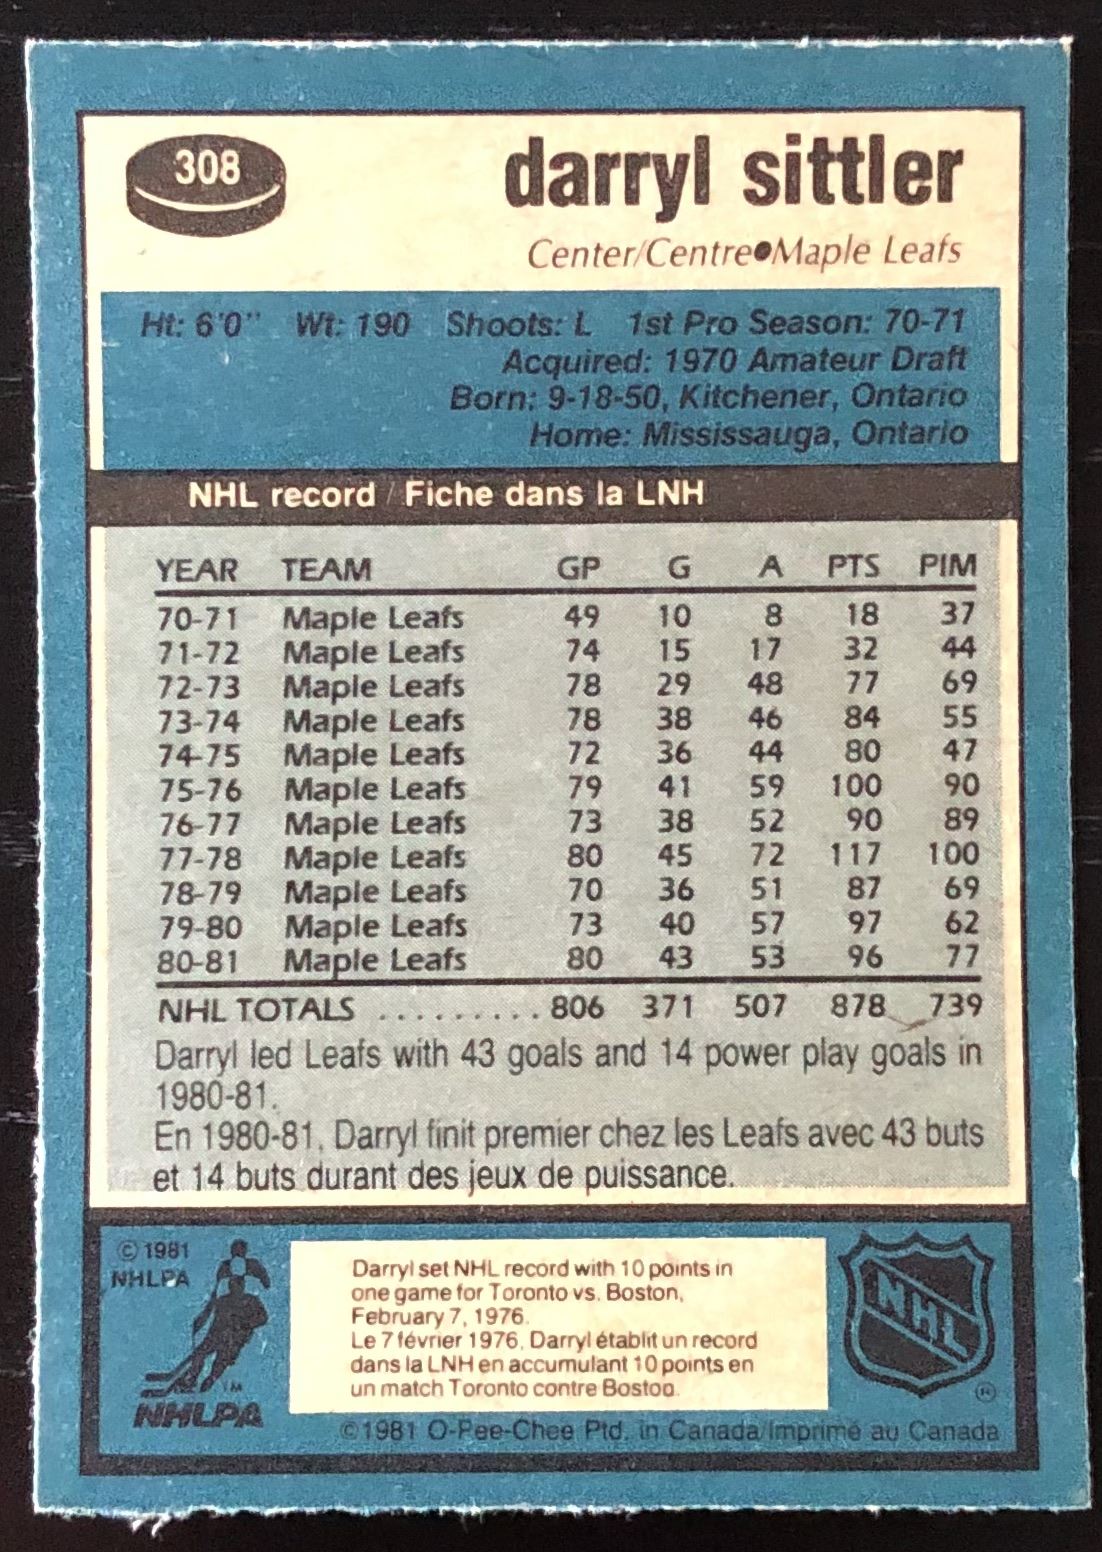 308
darryl sittler
Center/Centre●Maple Leafs
Ht: 6'0" Wt: 190 Shoots: L 1st Pro Season: 70-71
Acquired: 1970 Amateur Draft
Born: 9-18-50, Kitchener, Ontario
Home: Mississauga, Ontario
NHL record / Fiche dans la LNH
YEAR TEAM GP G A PTS PIM
70-71 Maple Leafs 49 10 8 18 37
71-72 Maple Leafs 74 15 17 32 44
72-73 Maple Leafs 78 29 48 77 69
73-74 Maple Leafs 78 38 46 84 55
74-75 Maple Leafs 72 36 44 80 47
75-76 Maple Leafs 79 41 59 100 90
76-77 Maple Leafs 73 38 52 90 89
77-78 Maple Leafs 80 45 72 117 100
78-79 Maple Leafs 70 36 51 87 69
79-80 Maple Leafs 73 40 57 97 62
80-81 Maple Leafs 80 43 53 96 77
NHL TOTALS .......... 806 371 507 878 739
Darryl led Leafs with 43 goals and 14 power play goals in
1980-81.
En 1980-81, Darryl finit premier chez les Leafs avec 43 buts
et 14 buts durant des jeux de puissance.
© 1981
NHLPA
TM
NHLPA
Darryl set NHL record with 10 points in
one game for Toronto vs. Boston,
February 7, 1976.
Le 7 février 1976, Darryl établit un record
dans la LNH en accumulant 10 points en
un match Toronto contre Boston.
NHL
®
©1981 O-Pee-Chee Ptd. in Canada/Imprimé au Canada